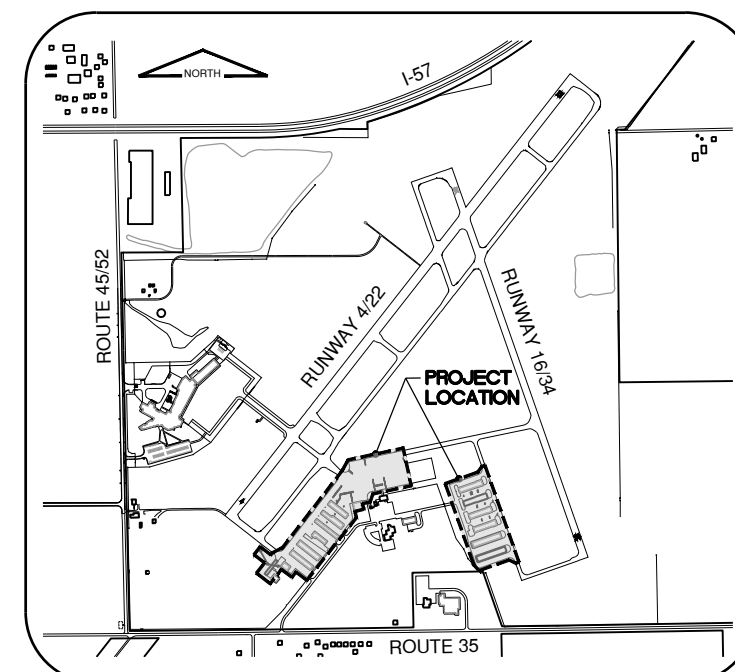 NORTH
I-57
ROUTE 45/52
RUNWAY 4/22
RUNWAY 16/34
PROJECT
LOCATION
ROUTE 35